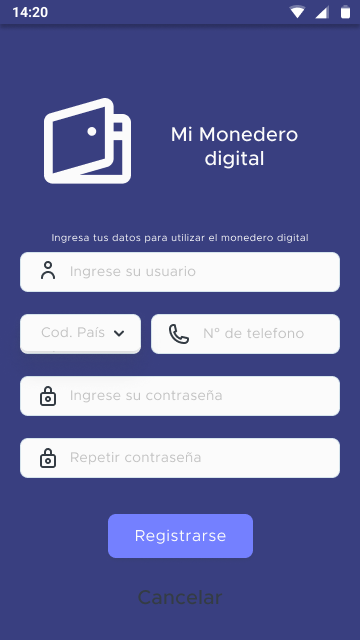 14:20
Mi Monedero
digital
Ingresa tus datos para utilizar el monedero digital
Ingrese su usuario
Cod. País
N° de telefono
Ingrese su contraseña
Repetir contraseña
Registrarse
Cancelar